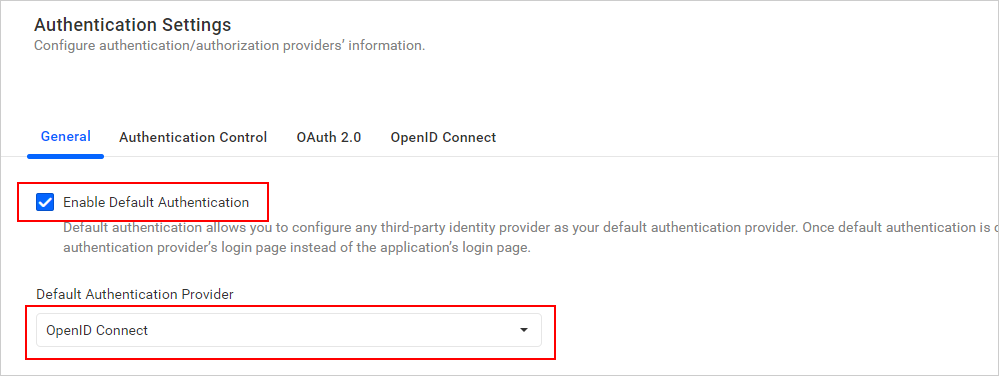 Authentication Settings
Configure authentication/authorization providers’ information.
General Authentication Control OAuth 2.0 OpenID Connect
Enable Default Authentication
Default authentication allows you to configure any third-party identity provider as your default authentication provider. Once default authentication is
authentication provider’s login page instead of the application’s login page.
Default Authentication Provider
OpenID Connect